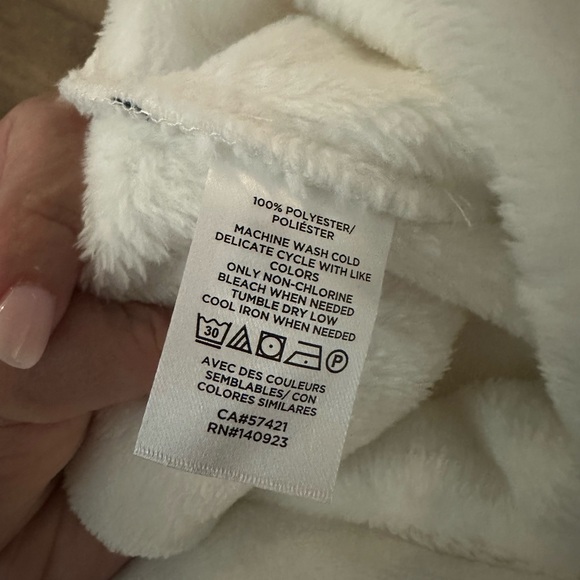 100% POLYESTER/
POLIÉSTER
MACHINE WASH COLD
DELICATE CYCLE WITH LIKE
COLORS
ONLY NON-CHLORINE
BLEACH WHEN NEEDED
TUMBLE DRY LOW
COOL IRON WHEN NEEDED
30 P
AVEC DES COULEURS
SEMBLABLES/ CON
COLORES SIMILARES
CA#57421
RN#140923